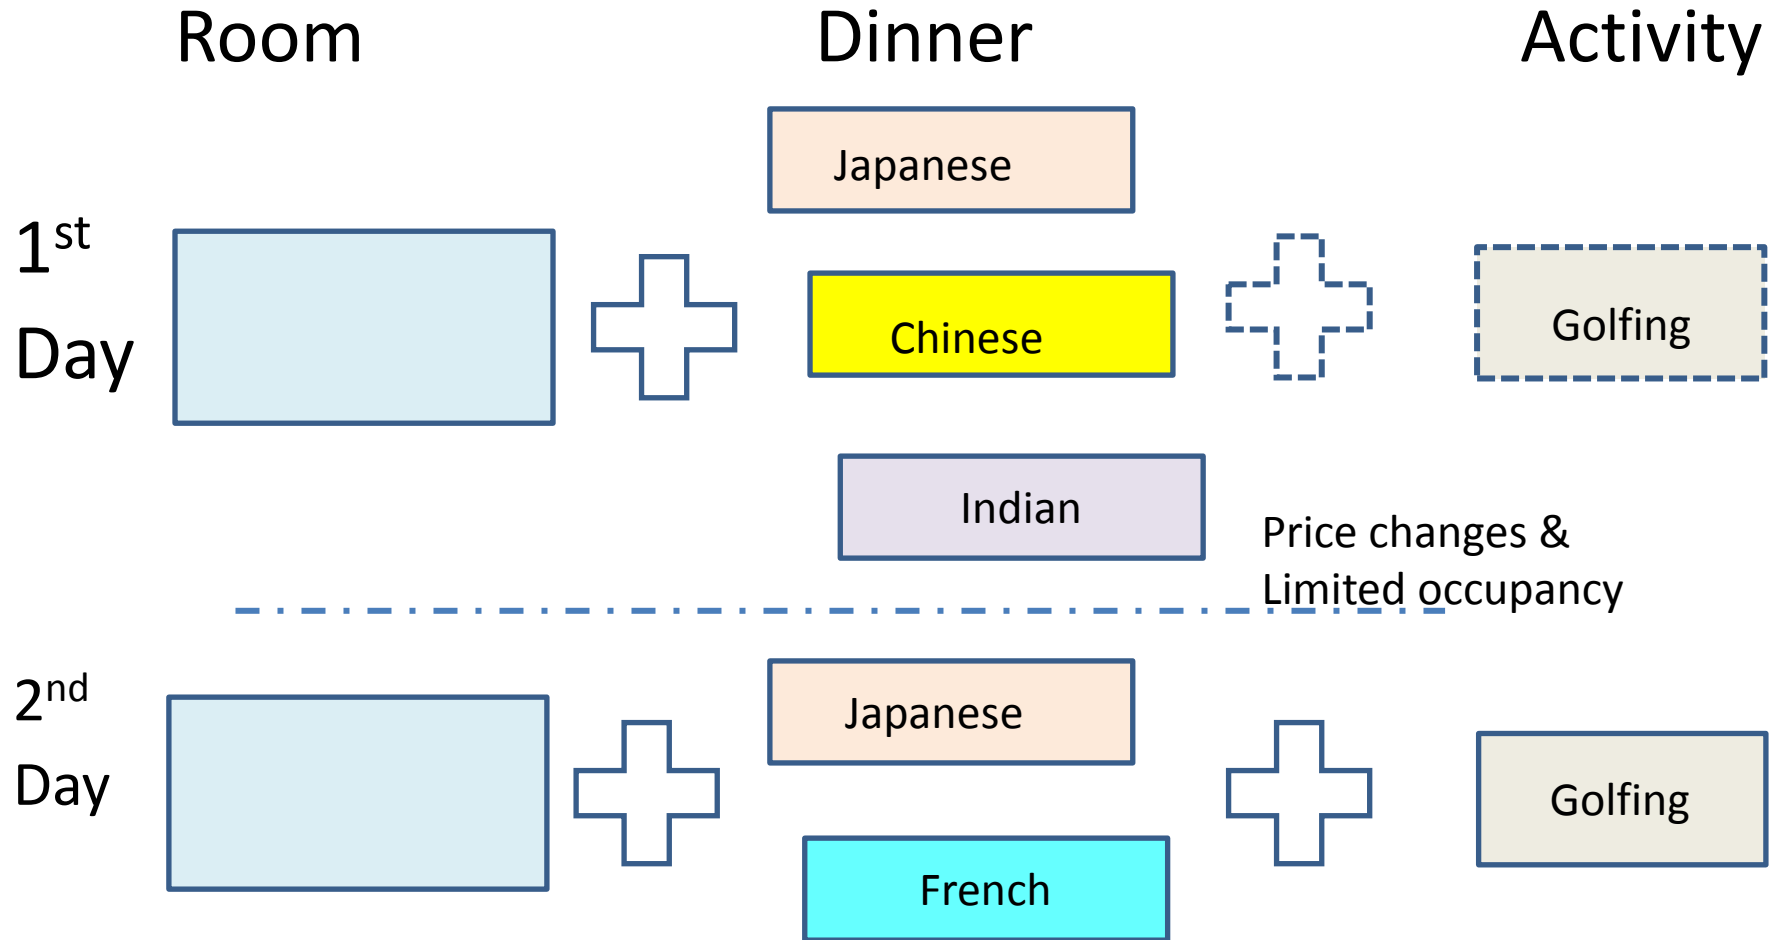 Room Dinner Activity
Japanese
1st
Day
Chinese
Golfing
Indian
Price changes &
Limited occupancy
2nd
Day
Japanese
Golfing
French